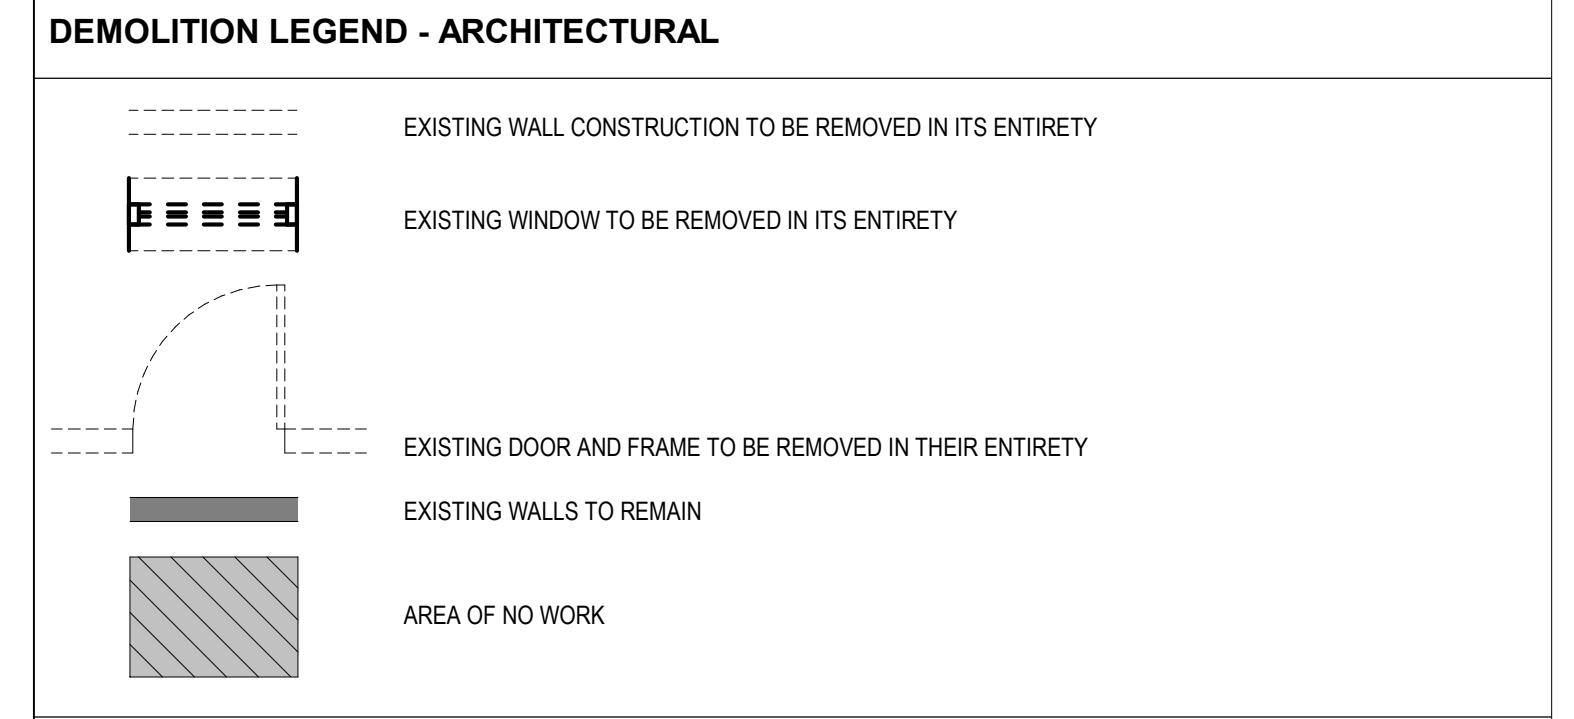 DEMOLITION LEGEND - ARCHITECTURAL
EXISTING WALL CONSTRUCTION TO BE REMOVED IN ITS ENTIRETY
EXISTING WINDOW TO BE REMOVED IN ITS ENTIRETY
EXISTING DOOR AND FRAME TO BE REMOVED IN THEIR ENTIRETY
EXISTING WALLS TO REMAIN
AREA OF NO WORK